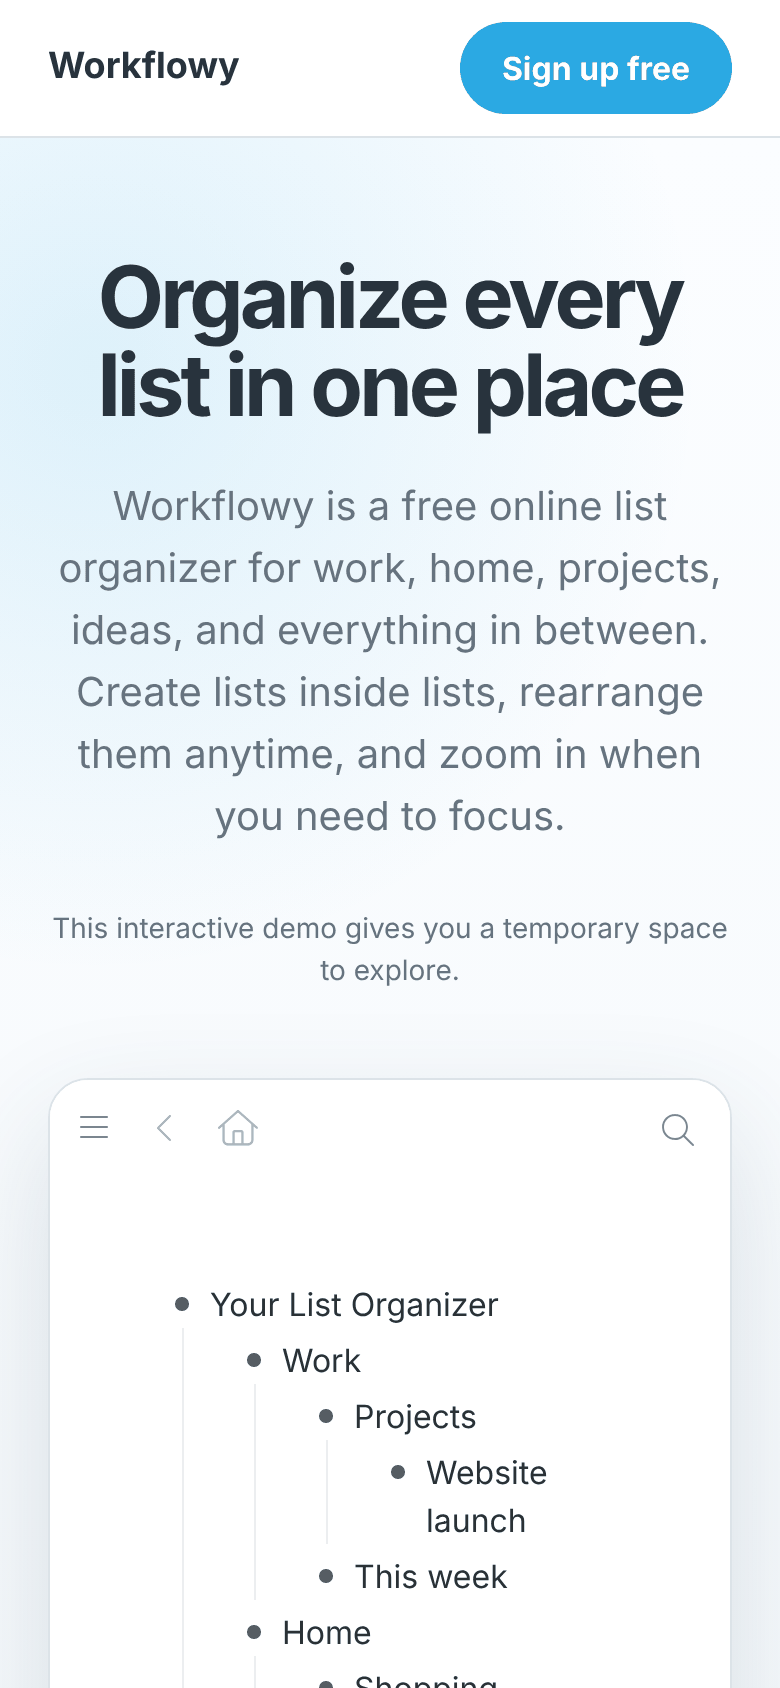 Workflowy
Sign up free
Organize every
list in one place
Workflowy is a free online list
organizer for work, home, projects,
ideas, and everything in between.
Create lists inside lists, rearrange
them anytime, and zoom in when
you need to focus.
This interactive demo gives you a temporary space
to explore.
Your List Organizer
Work
Projects
Website
launch
This week
Home
Shopping